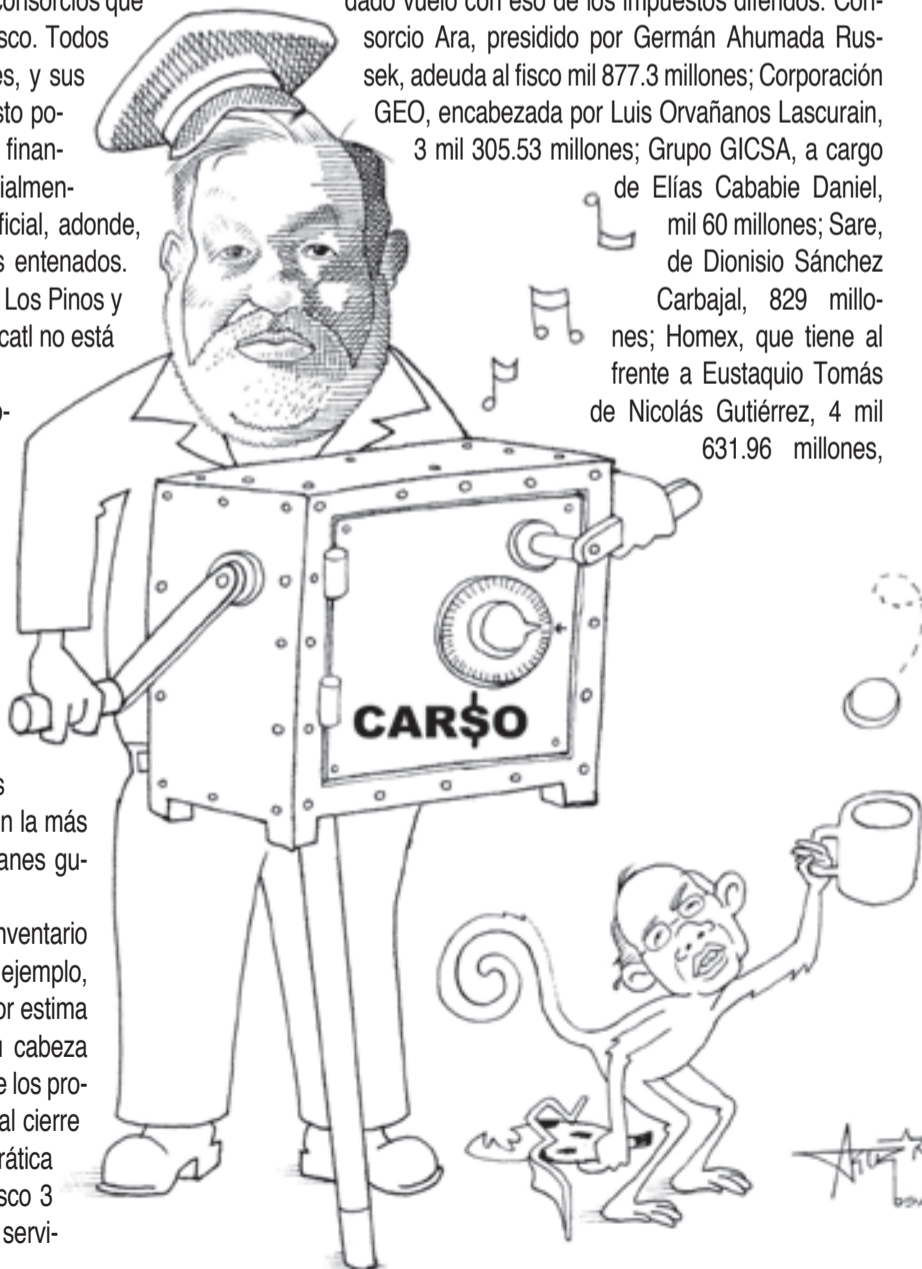 consorcios que
sco. Todos
es, y sus
sto po-
finan-
ialmen-
ficial, adonde,
s entenados.
Los Pinos y
catl no está
o-
s
n la más
anes gu-
nventario
ejemplo,
or estima
cabeza
e los pro-
al cierre
rática
sco 3
servi-
dado vuelo con eso de los impuestos diferidos. Con-
sorcio Ara, presidido por Germán Ahumada Rus-
sek, adeuda al fisco mil 877.3 millones; Corporación
GEO, encabezada por Luis Orvañanos Lascurain,
3 mil 305.53 millones; Grupo GICSA, a cargo
de Elías Cababie Daniel,
mil 60 millones; Sare,
de Dionisio Sánchez
Carbajal, 829 millo-
nes; Homex, que tiene al
frente a Eustaquio Tomás
de Nicolás Gutiérrez, 4 mil
631.96 millones,
CAR$O